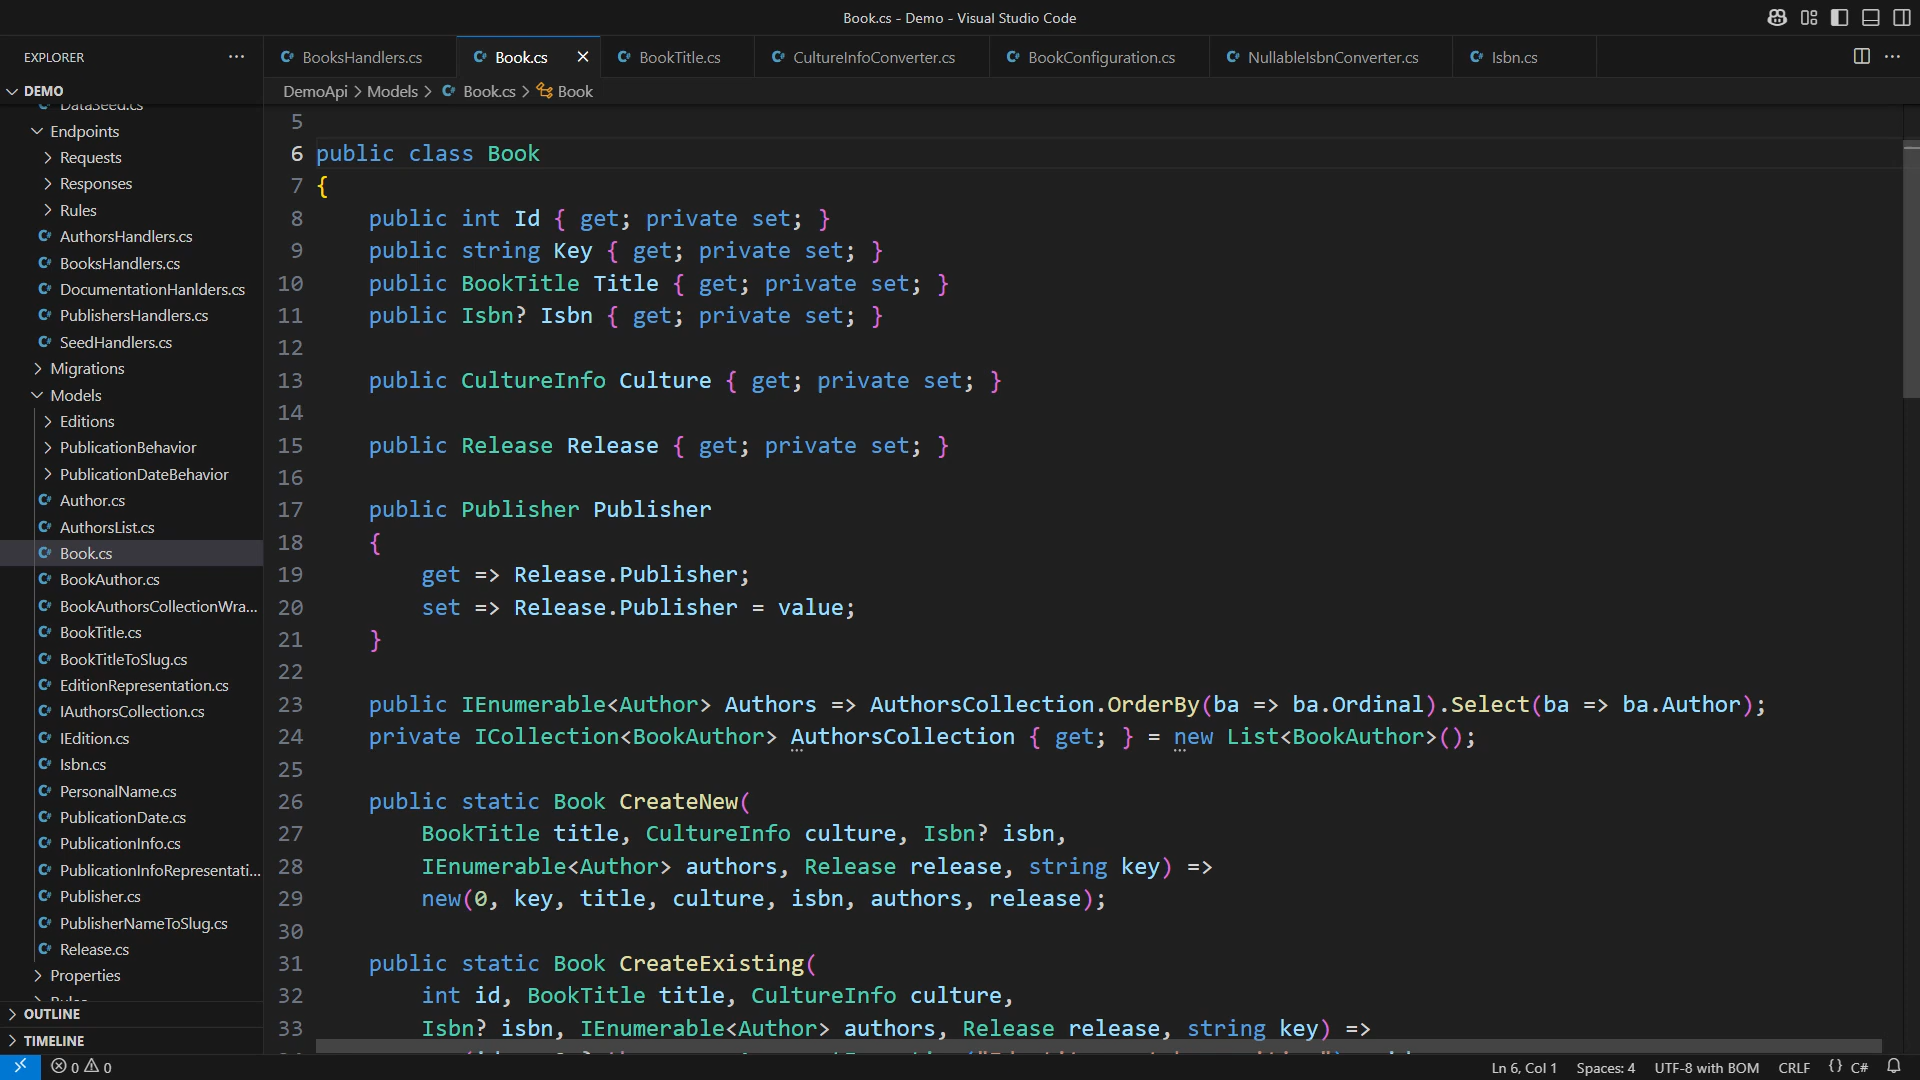 Book.cs - Demo - Visual Studio Code
EXPLORER
DEMO
DataSeed.cs
Endpoints
Requests
Responses
Rules
AuthorsHandlers.cs
BooksHandlers.cs
DocumentationHanlders.cs
PublishersHandlers.cs
SeedHandlers.cs
Migrations
Models
Editions
PublicationBehavior
PublicationDateBehavior
Author.cs
AuthorsList.cs
Book.cs
BookAuthor.cs
BookAuthorsCollectionWra...
BookTitle.cs
BookTitleToSlug.cs
EditionRepresentation.cs
IAuthorsCollection.cs
IEdition.cs
Isbn.cs
PersonalName.cs
PublicationDate.cs
PublicationInfo.cs
PublicationInfoRepresentati...
Publisher.cs
PublisherNameToSlug.cs
Release.cs
Properties
OUTLINE
TIMELINE
BooksHandlers.cs Book.cs BookTitle.cs CultureInfoConverter.cs BookConfiguration.cs NullableIsbnConverter.cs Isbn.cs
DemoApi > Models > Book.cs > Book
5
6 public class Book
7 {
8     public int Id { get; private set; }
9     public string Key { get; private set; }
10     public BookTitle Title { get; private set; }
11     public Isbn? Isbn { get; private set; }
12
13     public CultureInfo Culture { get; private set; }
14
15     public Release Release { get; private set; }
16
17     public Publisher Publisher
18     {
19         get => Release.Publisher;
20         set => Release.Publisher = value;
21     }
22
23     public IEnumerable<Author> Authors => AuthorsCollection.OrderBy(ba => ba.Ordinal).Select(ba => ba.Author);
24     private ICollection<BookAuthor> AuthorsCollection { get; } = new List<BookAuthor>();
25
26     public static Book CreateNew(
27         BookTitle title, CultureInfo culture, Isbn? isbn,
28         IEnumerable<Author> authors, Release release, string key) =>
29         new(0, key, title, culture, isbn, authors, release);
30
31     public static Book CreateExisting(
32         int id, BookTitle title, CultureInfo culture,
33         Isbn? isbn, IEnumerable<Author> authors, Release release, string key) =>
0 0
Ln 6, Col 1 Spaces: 4 UTF-8 with BOM CRLF {} C#